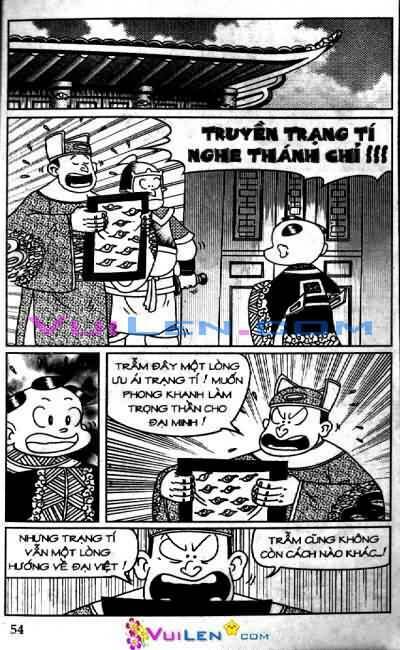 TRUYỀN TRẠNG TÍ
NGHE THÁNH CHỈ !!!
VuiLen.com
TRẪM ĐÂY MỘT LÒNG
ƯU ÁI TRẠNG TÍ ! MUỐN
PHONG KHANH LÀM
TRỌNG THẦN CHO
ĐẠI MINH !
NHƯNG TRẠNG TÍ
VẪN MỘT LÒNG
HƯỚNG VỀ ĐẠI VIỆT !
TRẪM CŨNG KHÔNG
CÒN CÁCH NÀO KHÁC...!
54
VuiLen.com